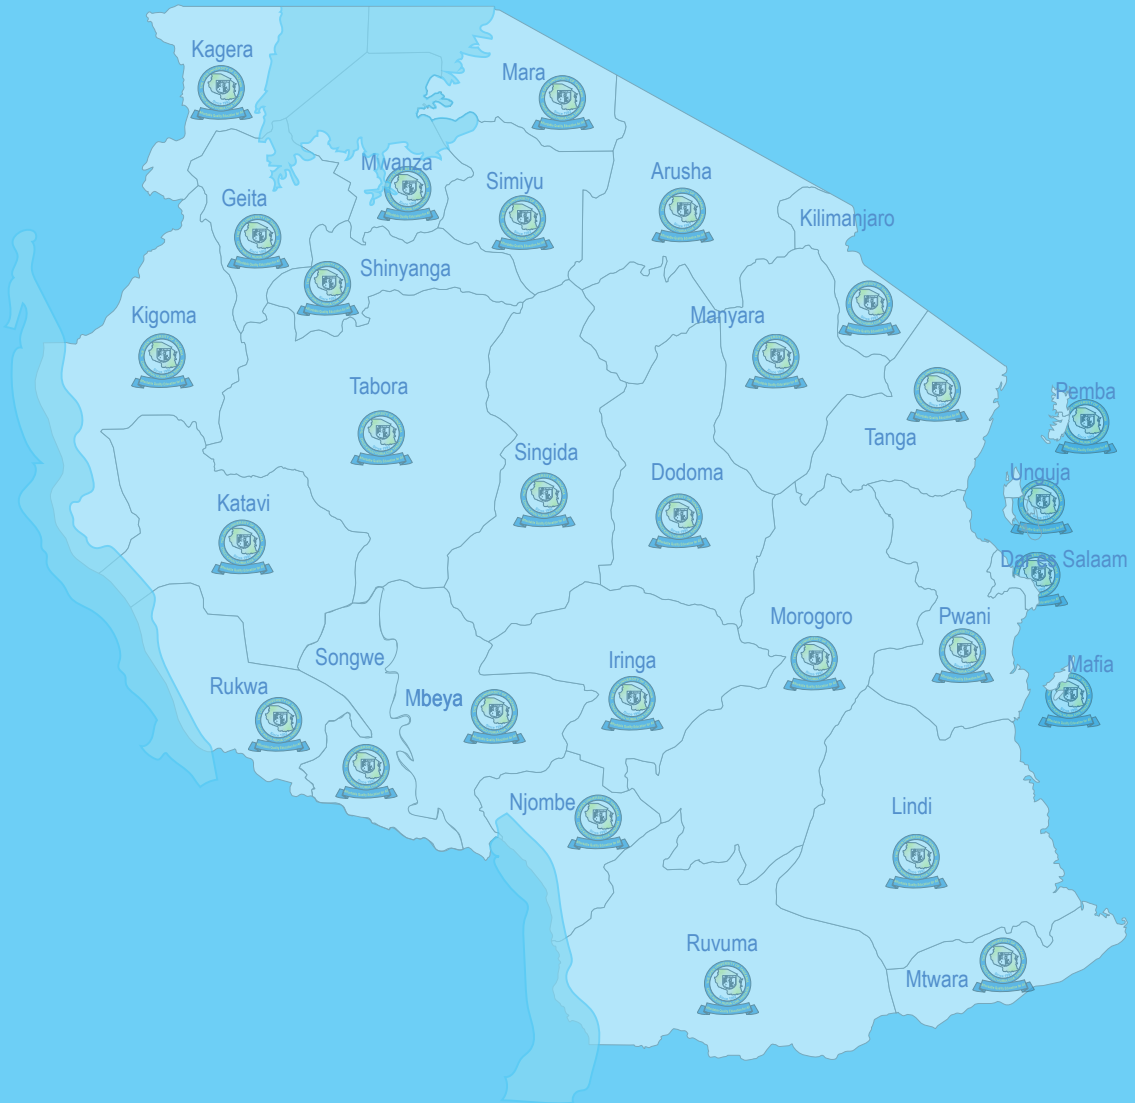 Kagera
Mara
Mwanza
Simiyu
Arusha
Geita
Kilimanjaro
Shinyanga
Kigoma
Manyara
Tabora
Pemba
Tanga
Singida
Dodoma
Unguja
Katavi
Dar es Salaam
Morogoro
Pwani
Songwe
Iringa
Mafia
Rukwa
Mbeya
Njombe
Lindi
Ruvuma
Mtwara